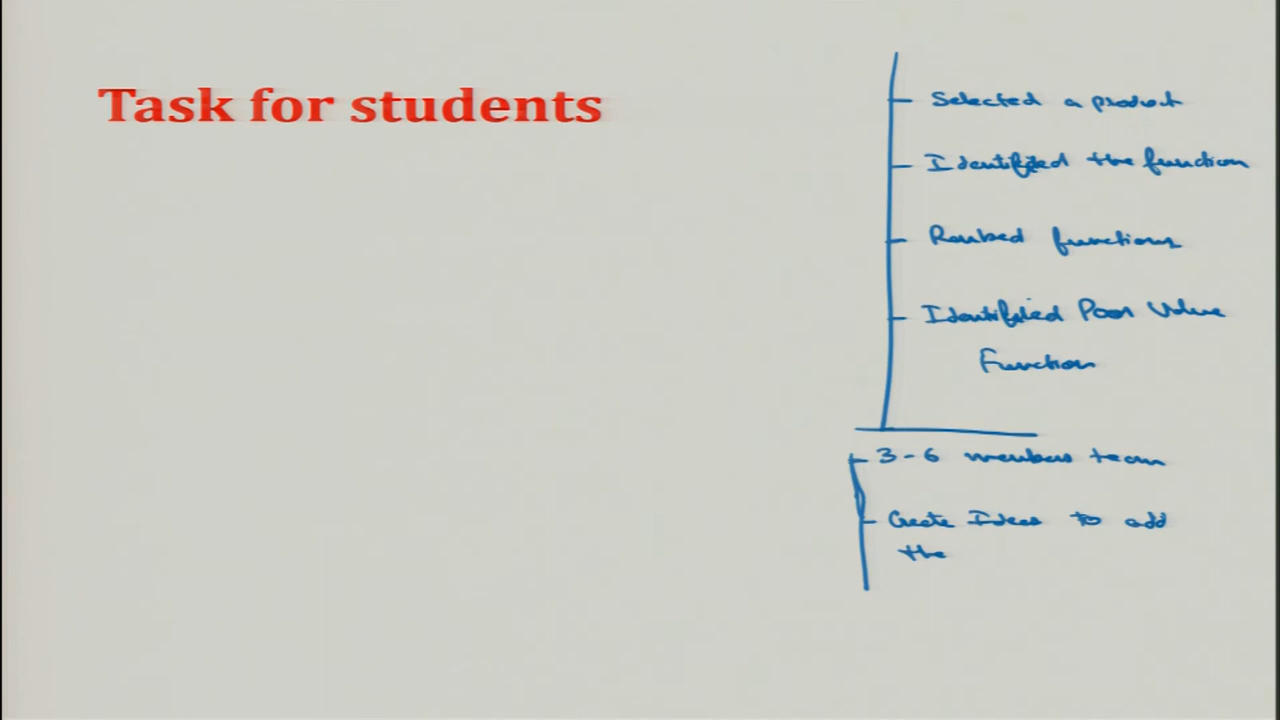 Task for students
Selected a product
Identified the function
Ranked functions
Identified Poor Value
Function
3-6 members team
Create Ideas to add
the